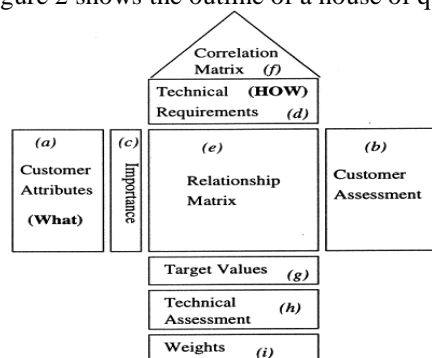 gure 2 shows the outline of a house of q
Correlation
Matrix (f)
Technical (HOW)
Requirements (d)
(a)
Customer
Attributes
(What)
(c)
Importance
(e)
Relationship
Matrix
(b)
Customer
Assessment
Target Values (g)
Technical
Assessment (h)
Weights (i)